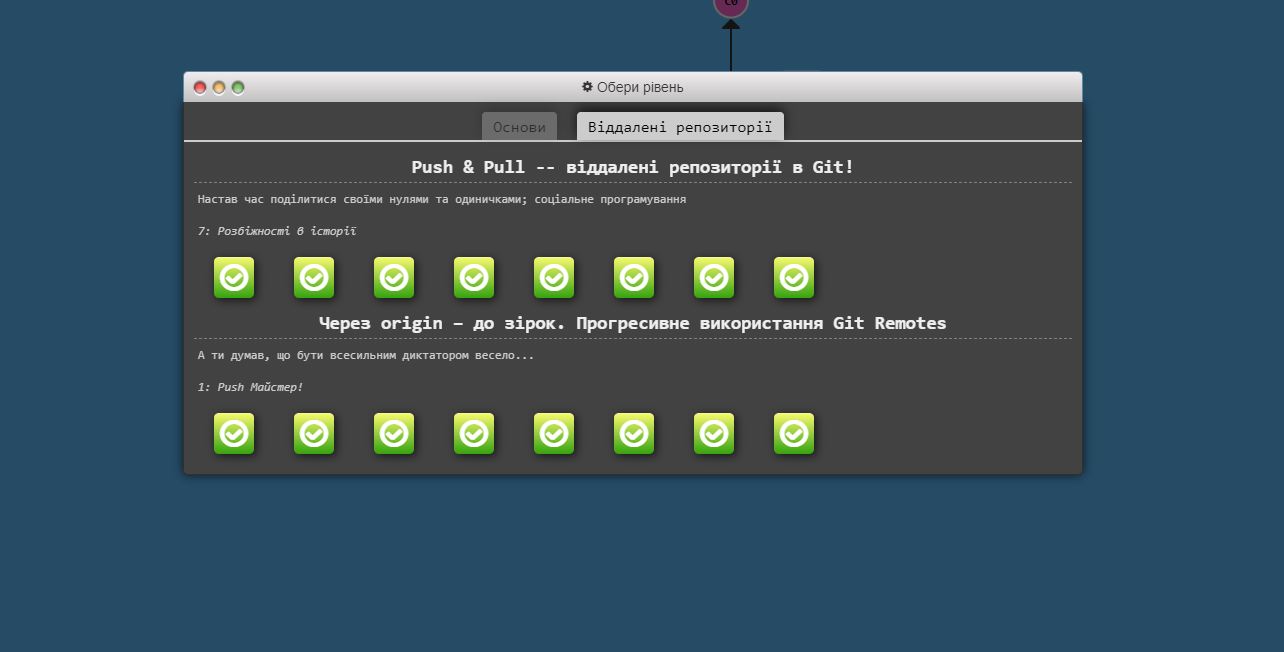 c0
Обери рівень
Основи
Віддалені репозиторії
Push & Pull -- віддалені репозиторії в Git!
Настав час поділитися своїми нулями та одиничками; соціальне програмування
7: Розбіжності в історії
Через origin – до зірок. Прогресивне використання Git Remotes
А ти думав, що бути всесильним диктатором весело...
1: Push Майстер!